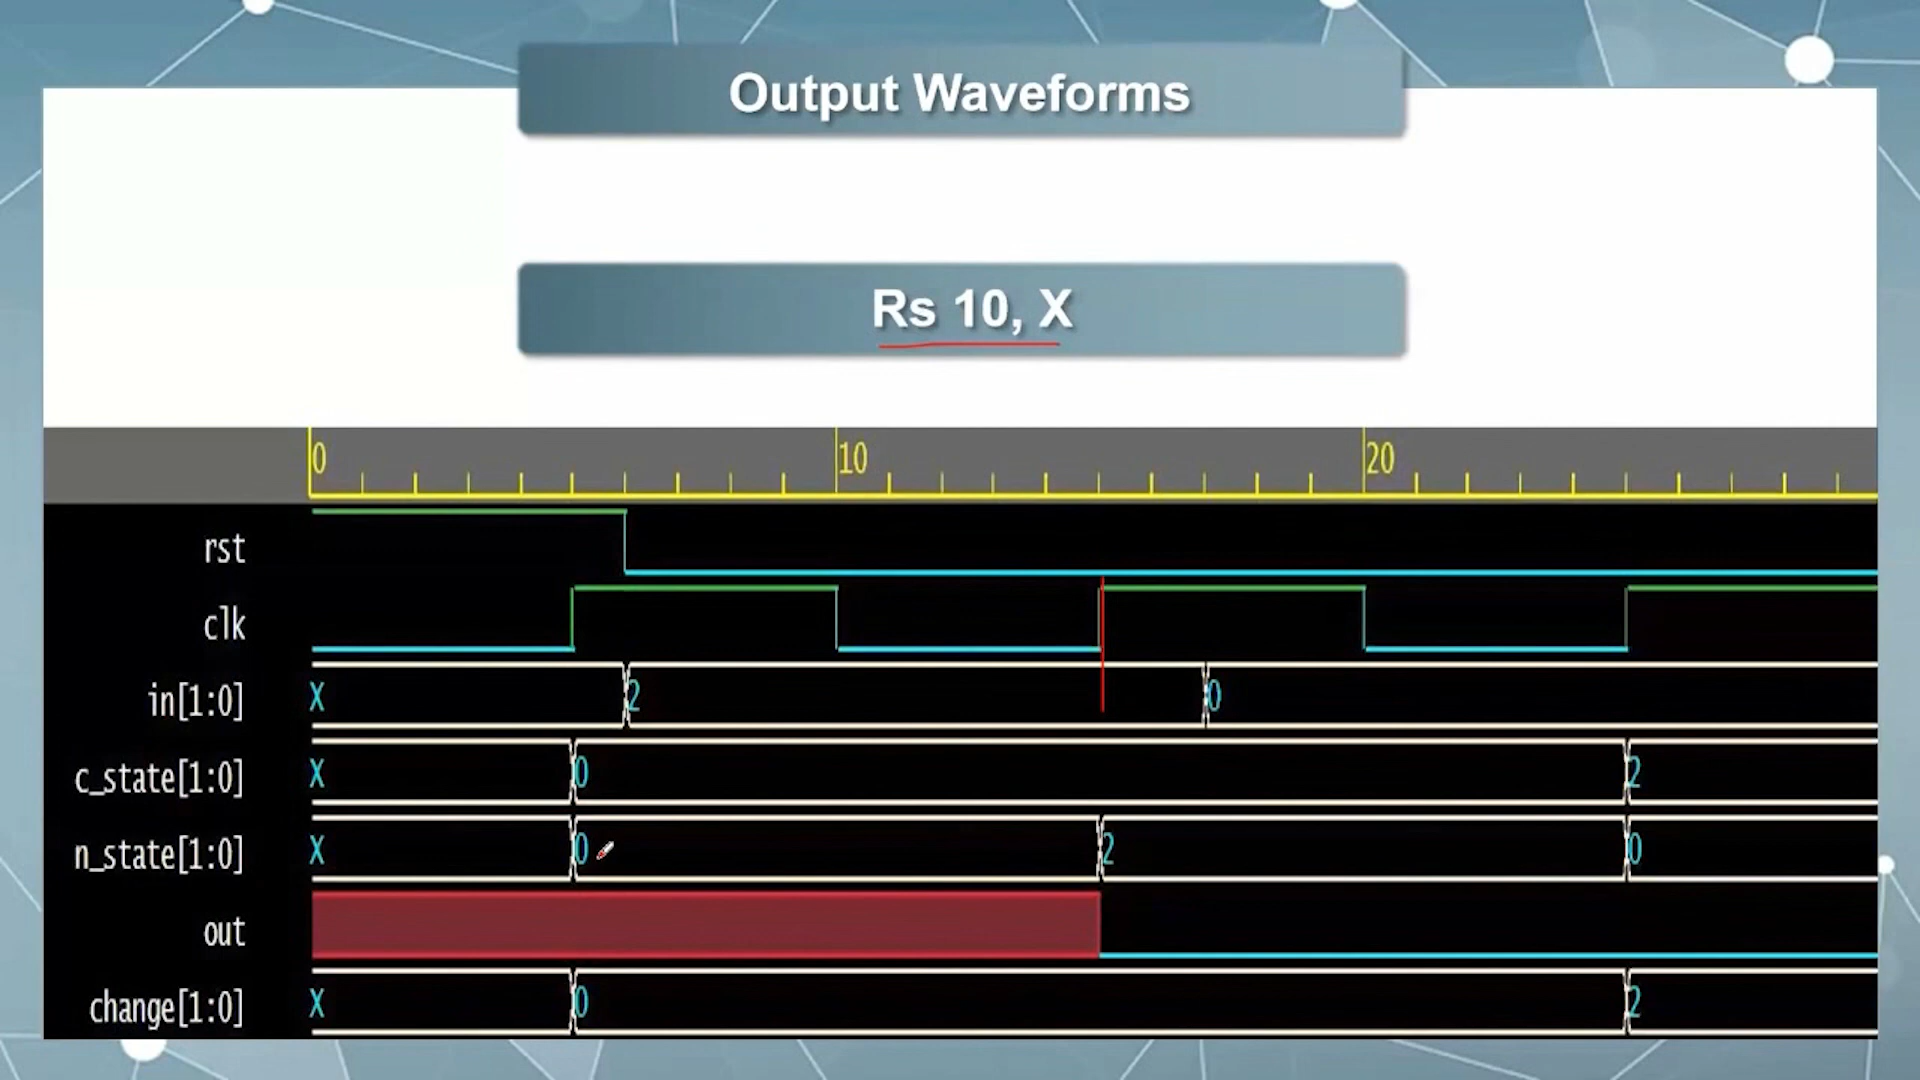 Output Waveforms
Rs 10, X
0 10 20
rst
clk
in[1:0] X 2 0
c_state[1:0] X 0 2
n_state[1:0] X 0 2 0
out
change[1:0] X 0 2